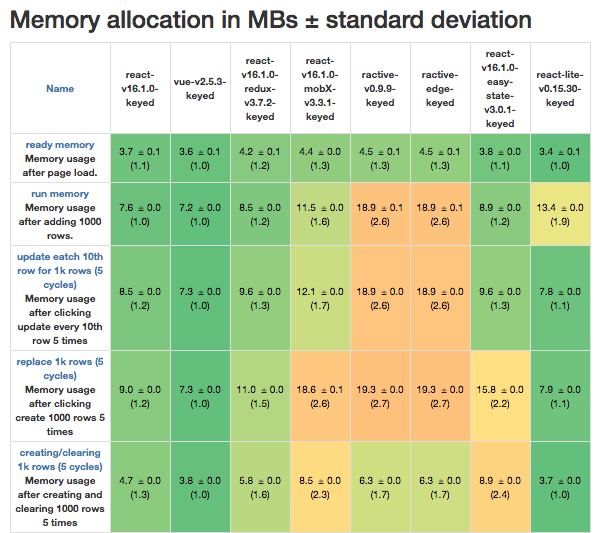 Memory allocation in MBs ± standard deviation
Name
react-
v16.1.0-
keyed
vue-v2.5.3-
keyed
react-
v16.1.0-
redux-
v3.7.2-
keyed
react-
v16.1.0-
mobX-
v3.3.1-
keyed
ractive-
v0.9.9-
keyed
ractive-
edge-
keyed
react-
v16.1.0-
easy-
state-
v3.0.1-
keyed
react-lite-
v0.15.30-
keyed
ready memory
Memory usage
after page load.
3.7 ± 0.1
(1.1)
3.6 ± 0.1
(1.0)
4.2 ± 0.1
(1.2)
4.4 ± 0.0
(1.3)
4.5 ± 0.1
(1.3)
4.5 ± 0.1
(1.3)
3.8 ± 0.0
(1.1)
3.4 ± 0.1
(1.0)
run memory
Memory usage
after adding 1000
rows.
7.6 ± 0.0
(1.0)
7.2 ± 0.0
(1.0)
8.5 ± 0.0
(1.2)
11.5 ± 0.0
(1.6)
18.9 ± 0.1
(2.6)
18.9 ± 0.1
(2.6)
8.9 ± 0.0
(1.2)
13.4 ± 0.0
(1.9)
update eatch 10th
row for 1k rows (5
cycles)
Memory usage
after clicking
update every 10th
row 5 times
8.5 ± 0.0
(1.2)
7.3 ± 0.0
(1.0)
9.6 ± 0.0
(1.3)
12.1 ± 0.0
(1.7)
18.9 ± 0.0
(2.6)
18.9 ± 0.0
(2.6)
9.6 ± 0.0
(1.3)
7.8 ± 0.0
(1.1)
replace 1k rows (5
cycles)
Memory usage
after clicking
create 1000 rows 5
times
9.0 ± 0.0
(1.2)
7.3 ± 0.0
(1.0)
11.0 ± 0.0
(1.5)
18.6 ± 0.1
(2.6)
19.3 ± 0.0
(2.7)
19.3 ± 0.0
(2.7)
15.8 ± 0.0
(2.2)
7.9 ± 0.0
(1.1)
creating/clearing
1k rows (5 cycles)
Memory usage
after creating and
clearing 1000 rows
5 times
4.7 ± 0.0
(1.3)
3.8 ± 0.0
(1.0)
5.8 ± 0.0
(1.6)
8.5 ± 0.0
(2.3)
6.3 ± 0.0
(1.7)
6.3 ± 0.0
(1.7)
8.9 ± 0.0
(2.4)
3.7 ± 0.0
(1.0)